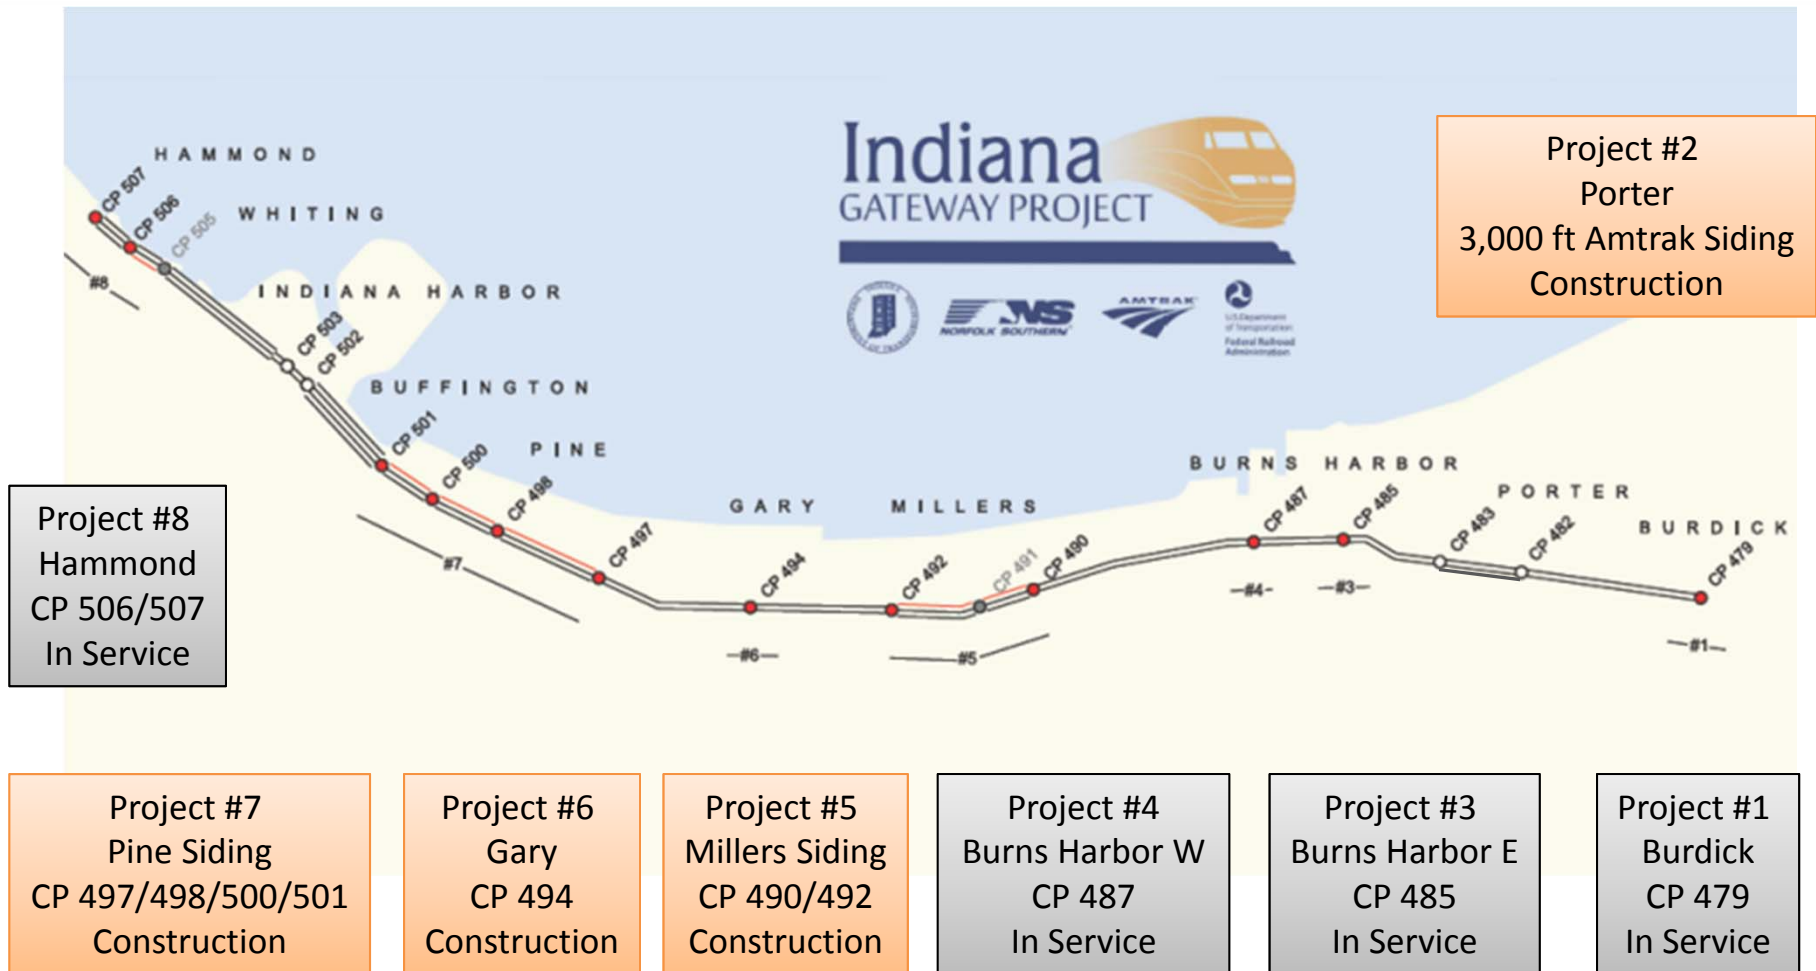 Indiana
GATEWAY PROJECT
NORFOLK SOUTHERN
AMTRAK
U.S. Department
of Transportation
Federal Railroad
Administration
Project #2
Porter
3,000 ft Amtrak Siding
Construction
HAMMOND
WHITING
INDIANA HARBOR
BUFFINGTON
PINE
GARY
MILLERS
BURNS HARBOR
PORTER
BURDICK
CP 507
CP 506
CP 505
CP 503
CP 502
CP 501
CP 500
CP 498
CP 497
CP 494
CP 492
CP 491
CP 490
CP 487
CP 485
CP 483
CP 482
CP 479
#8
#7
#6
#5
#4
#3
#1
Project #8
Hammond
CP 506/507
In Service
Project #7
Pine Siding
CP 497/498/500/501
Construction
Project #6
Gary
CP 494
Construction
Project #5
Millers Siding
CP 490/492
Construction
Project #4
Burns Harbor W
CP 487
In Service
Project #3
Burns Harbor E
CP 485
In Service
Project #1
Burdick
CP 479
In Service